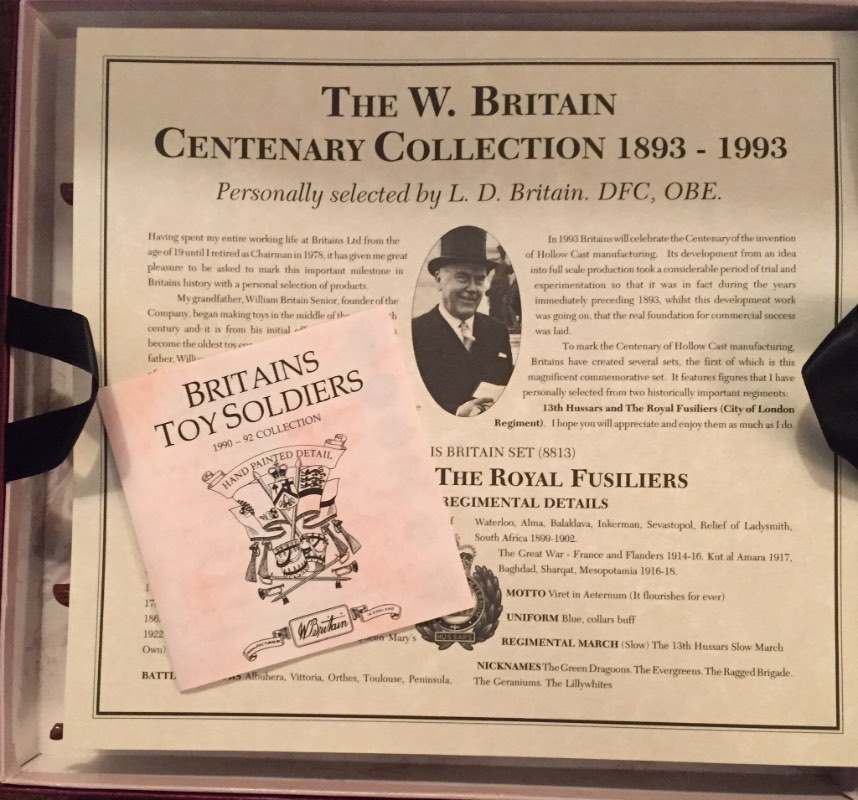 THE W. BRITAIN
CENTENARY COLLECTION 1893 - 1993
Personally selected by L. D. Britain. DFC, OBE.
Having spent my entire working life at Britains Ltd from the
age of 19 until I retired as Chairman in 1978, it has given me great
pleasure to be asked to mark this important milestone in
Britains history with a personal selection of products.
My grandfather, William Britain Senior, founder of the
Company, began making toys in the middle of the
century and it is from his initial
become the oldest toy
father, Will
In 1993 Britains will celebrate the Centenary of the invention
of Hollow Cast manufacturing. Its development from an idea
into full scale production took a considerable period of trial and
experimentation so that it was in fact during the years
immediately preceding 1893, whilst this development work
was going on, that the real foundation for commercial success
was laid.
To mark the Centenary of Hollow Cast manufacturing,
Britains have created several sets, the first of which is this
magnificent commemorative set. It features figures that I have
personally selected from two historically important regiments:
13th Hussars and The Royal Fusiliers (City of London
Regiment). I hope you will appreciate and enjoy them as much as I do.
BRITAINS
TOY SOLDIERS
1990 - 92 COLLECTION
HAND PAINTED DETAIL
W. Britain
IS BRITAIN SET (8813)
THE ROYAL FUSILIERS
REGIMENTAL DETAILS
17
186
1922
Own)
Mary's
BATTL
Albuhera, Vittoria, Orthes, Toulouse, Peninsula,
Waterloo, Alma, Balaklava, Inkerman, Sevastopol, Relief of Ladysmith,
South Africa 1899-1902.
The Great War - France and Flanders 1914-16. Kut al Amara 1917,
Baghdad, Sharqat, Mesopotamia 1916-18.
HUSSARS
MOTTO Viret in Aeternum (It flourishes for ever)
UNIFORM Blue, collars buff
REGIMENTAL MARCH (Slow) The 13th Hussars Slow March
NICKNAMES The Green Dragoons. The Evergreens. The Ragged Brigade.
The Geraniums. The Lillywhites